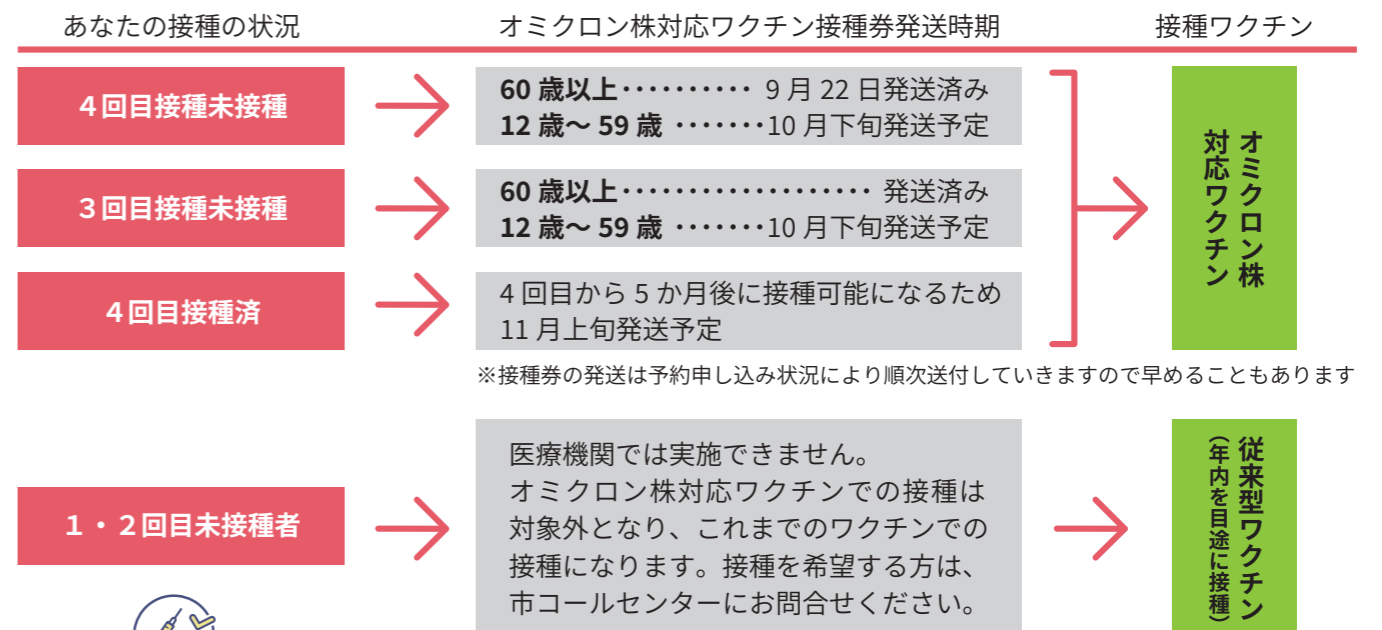 あなたの接種の状況
オミクロン株対応ワクチン接種券発送時期
接種ワクチン
４回目接種未接種
60 歳以上･･････････ 9 月 22 日発送済み
12 歳〜 59 歳 ･･･････10 月下旬発送予定
３回目接種未接種
60 歳以上･･･････････････････ 発送済み
12 歳〜 59 歳 ･･･････10 月下旬発送予定
４回目接種済
4 回目から 5 か月後に接種可能になるため
11 月上旬発送予定
オミクロン株
対応ワクチン
※接種券の発送は予約申し込み状況により順次送付していきますので早めることもあります
１・２回目未接種者
医療機関では実施できません。
オミクロン株対応ワクチンでの接種は
対象外となり、これまでのワクチンでの
接種になります。接種を希望する方は、
市コールセンターにお問合せください。
従来型ワクチン
（年内を目途に接種）